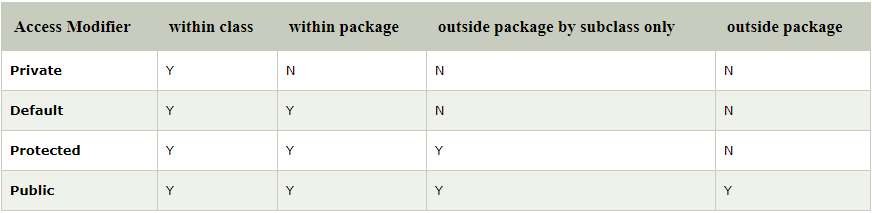 Access Modifier within class within package outside package by subclass only outside package
Private Y N N N
Default Y Y N N
Protected Y Y Y N
Public Y Y Y Y